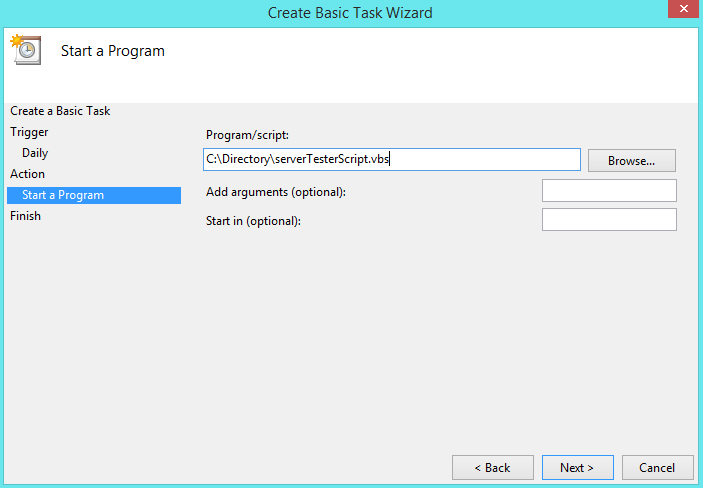 Create Basic Task Wizard
Start a Program
Create a Basic Task
Trigger
Daily
Action
Start a Program
Finish
Program/script:
C:\Directory\serverTesterScript.vbs
Browse...
Add arguments (optional):
Start in (optional):
< Back
Next >
Cancel